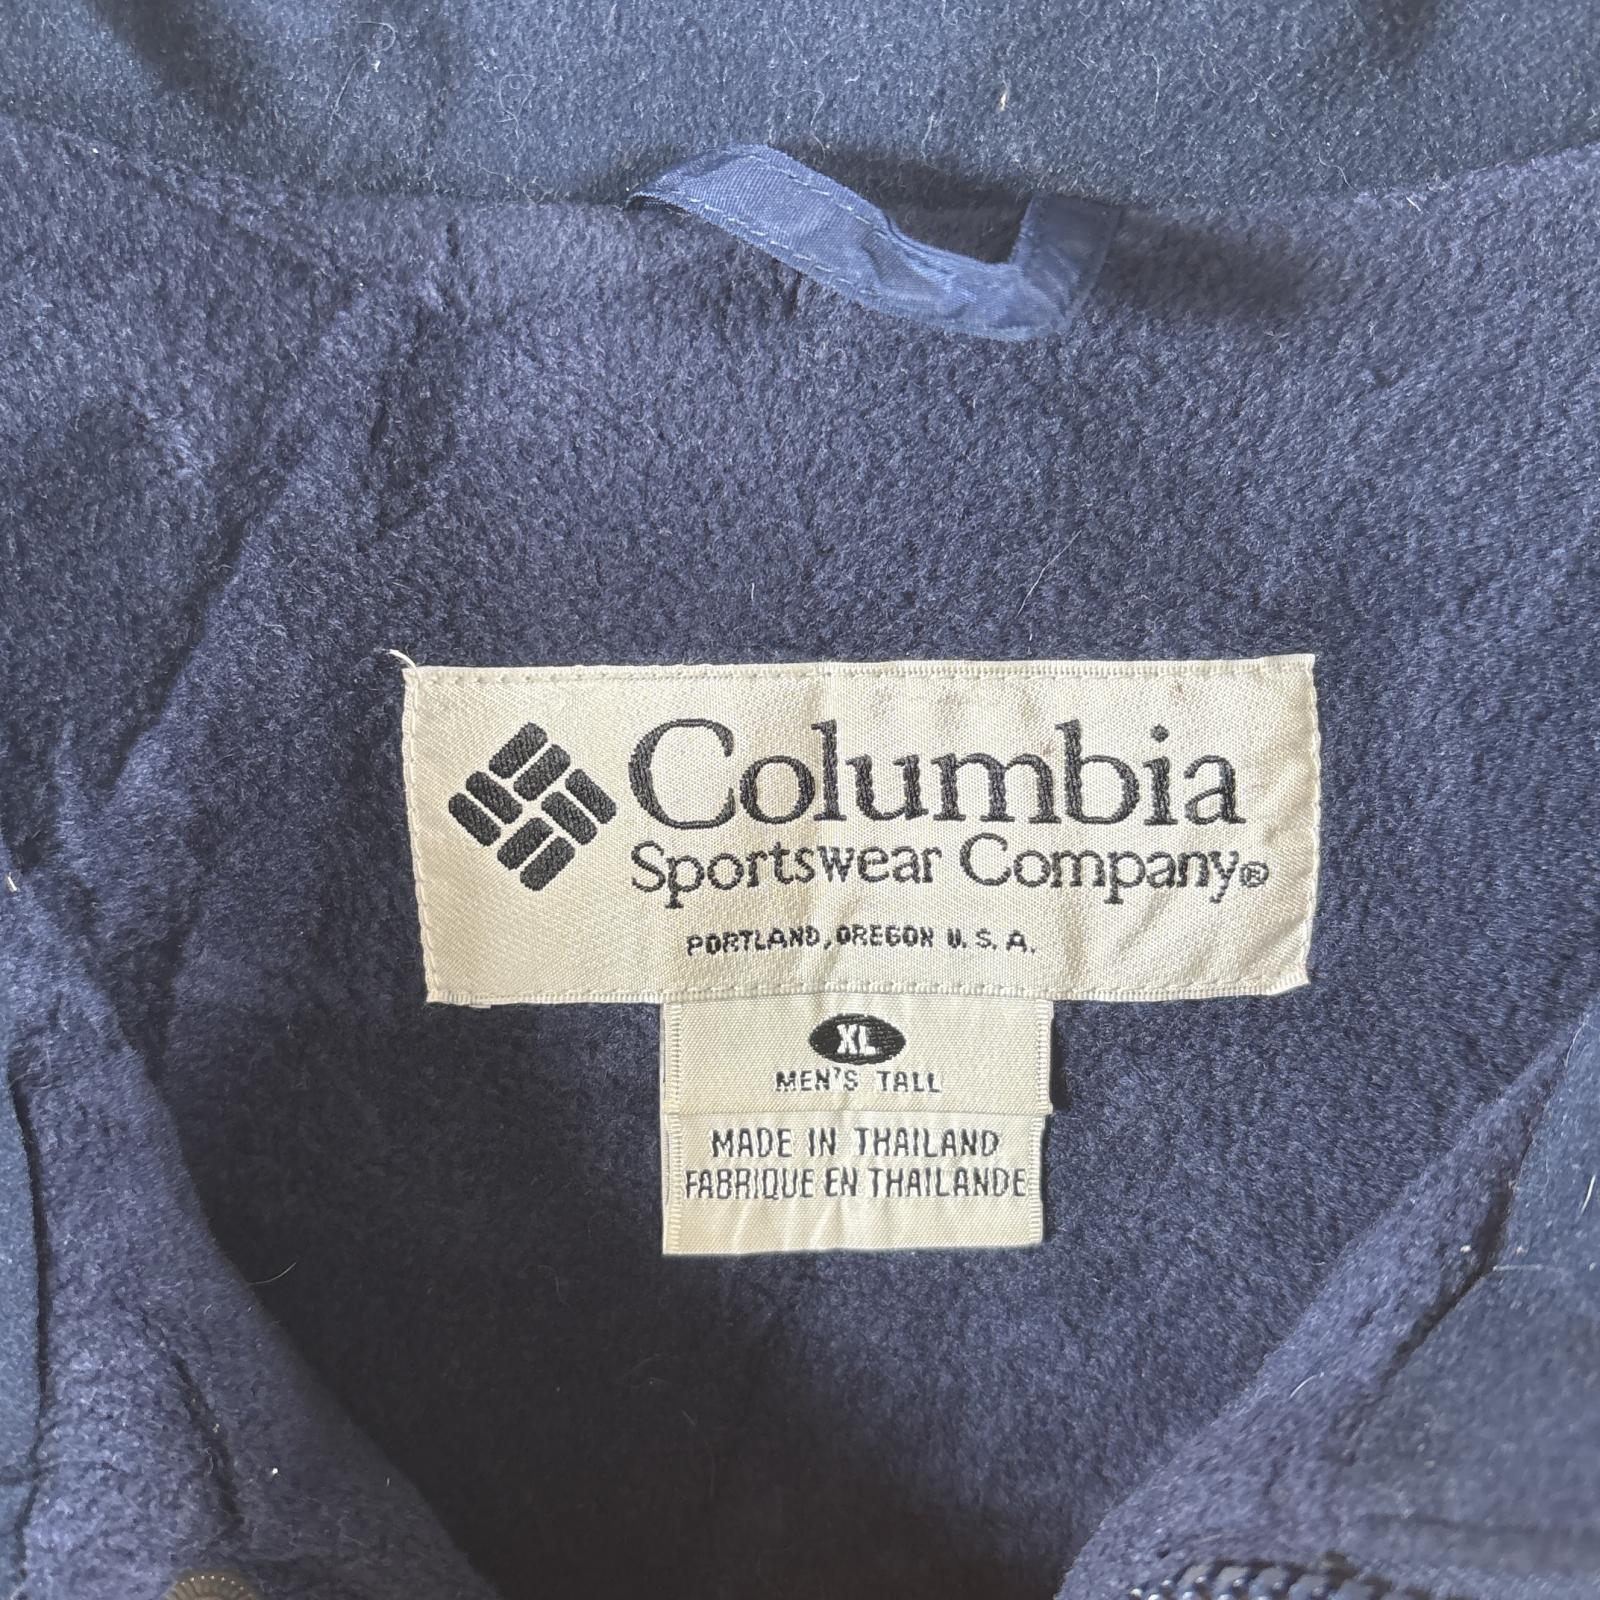 Columbia
Sportswear Company®
PORTLAND, OREGON U.S.A.
XL
MEN'S TALL
MADE IN THAILAND
FABRIQUE EN THAILANDE